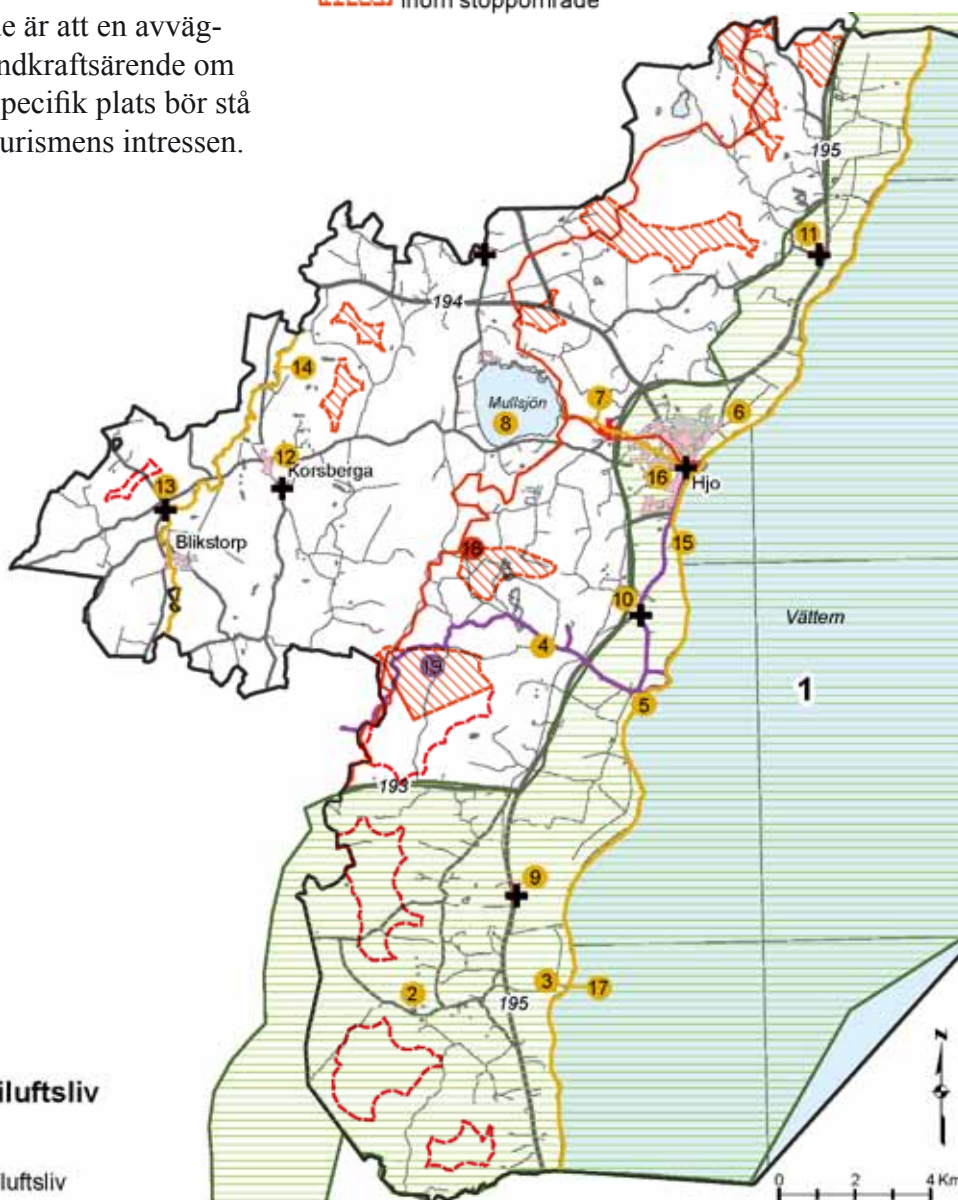 inom stoppområde
de är att en avväg-
ndkraftsärende om
pecifik plats bör stå
urismens intressen.
195
11
194
14
Mullsjön
8
7
6
12
Korsberga
16
Hjo
13
Blikstorp
18
15
10
Vättern
4
19
1
5
193
9
2
3
17
195
N
iluftsliv
luftsliv
0 2 4 Km